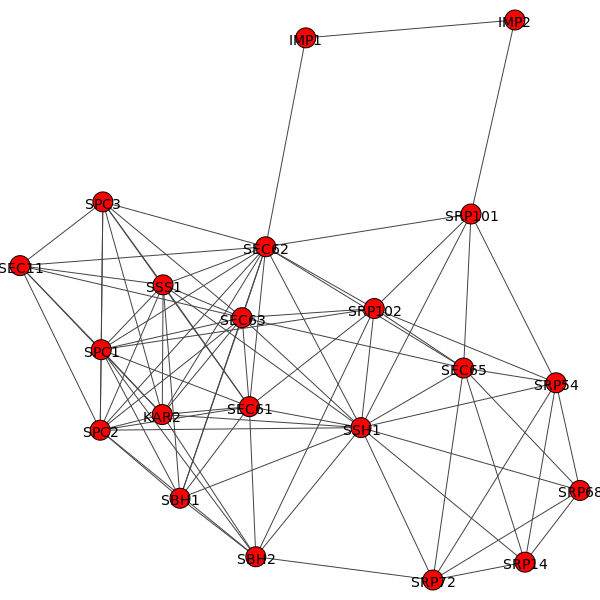 IMP2
IMP1
SPC3
SRP101
SEC62
SEC11
SSS1
SRP102
SEC63
SPC1
SEC65
SRP54
SEC61
KAR2
SSH1
SPC2
SRP68
SBH1
SBH2
SRP14
SRP72